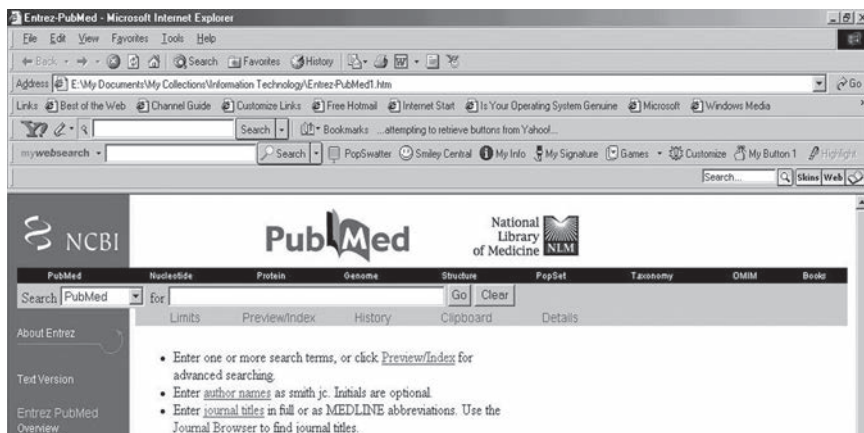 Entrez-PubMed - Microsoft Internet Explorer
File Edit View Favorites Tools Help
Back Search Favorites History
Address E:\My Documents\My Collections\Information Technology\Entrez-PubMed1.htm Go
Links Best of the Web Channel Guide Customize Links Free Hotmail Internet Start Is Your Operating System Genuine Microsoft Windows Media
Y! Search Bookmarks ...attempting to retrieve buttons from Yahoo!...
mywebsearch Search PopSwatter Smiley Central My Info My Signature Games Customize My Button 1 Highlight
Search... Skins Web
NCBI PubMed National Library of Medicine NLM
PubMed Nucleotide Protein Genome Structure PopSet Taxonomy OMIM Books
Search PubMed for Go Clear
Limits Preview/Index History Clipboard Details
About Entrez
Text Version
Entrez PubMed
Overview
• Enter one or more search terms, or click Preview/Index for
advanced searching.
• Enter author names as smith jc. Initials are optional.
• Enter journal titles in full or as MEDLINE abbreviations. Use the
Journal Browser to find journal titles.